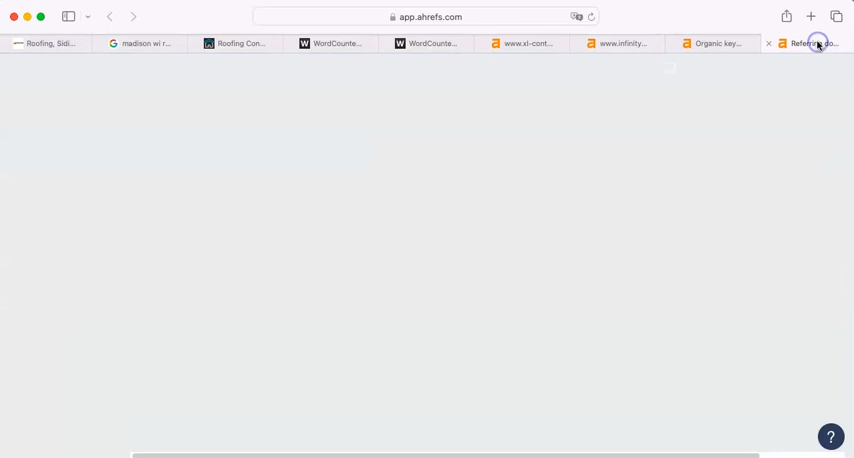 app.ahrefs.com
Roofing, Sidi...
madison wi r...
Roofing Con...
WordCounte...
WordCounte...
www.xl-cont...
www.infinity...
Organic key...
Referring do...
?